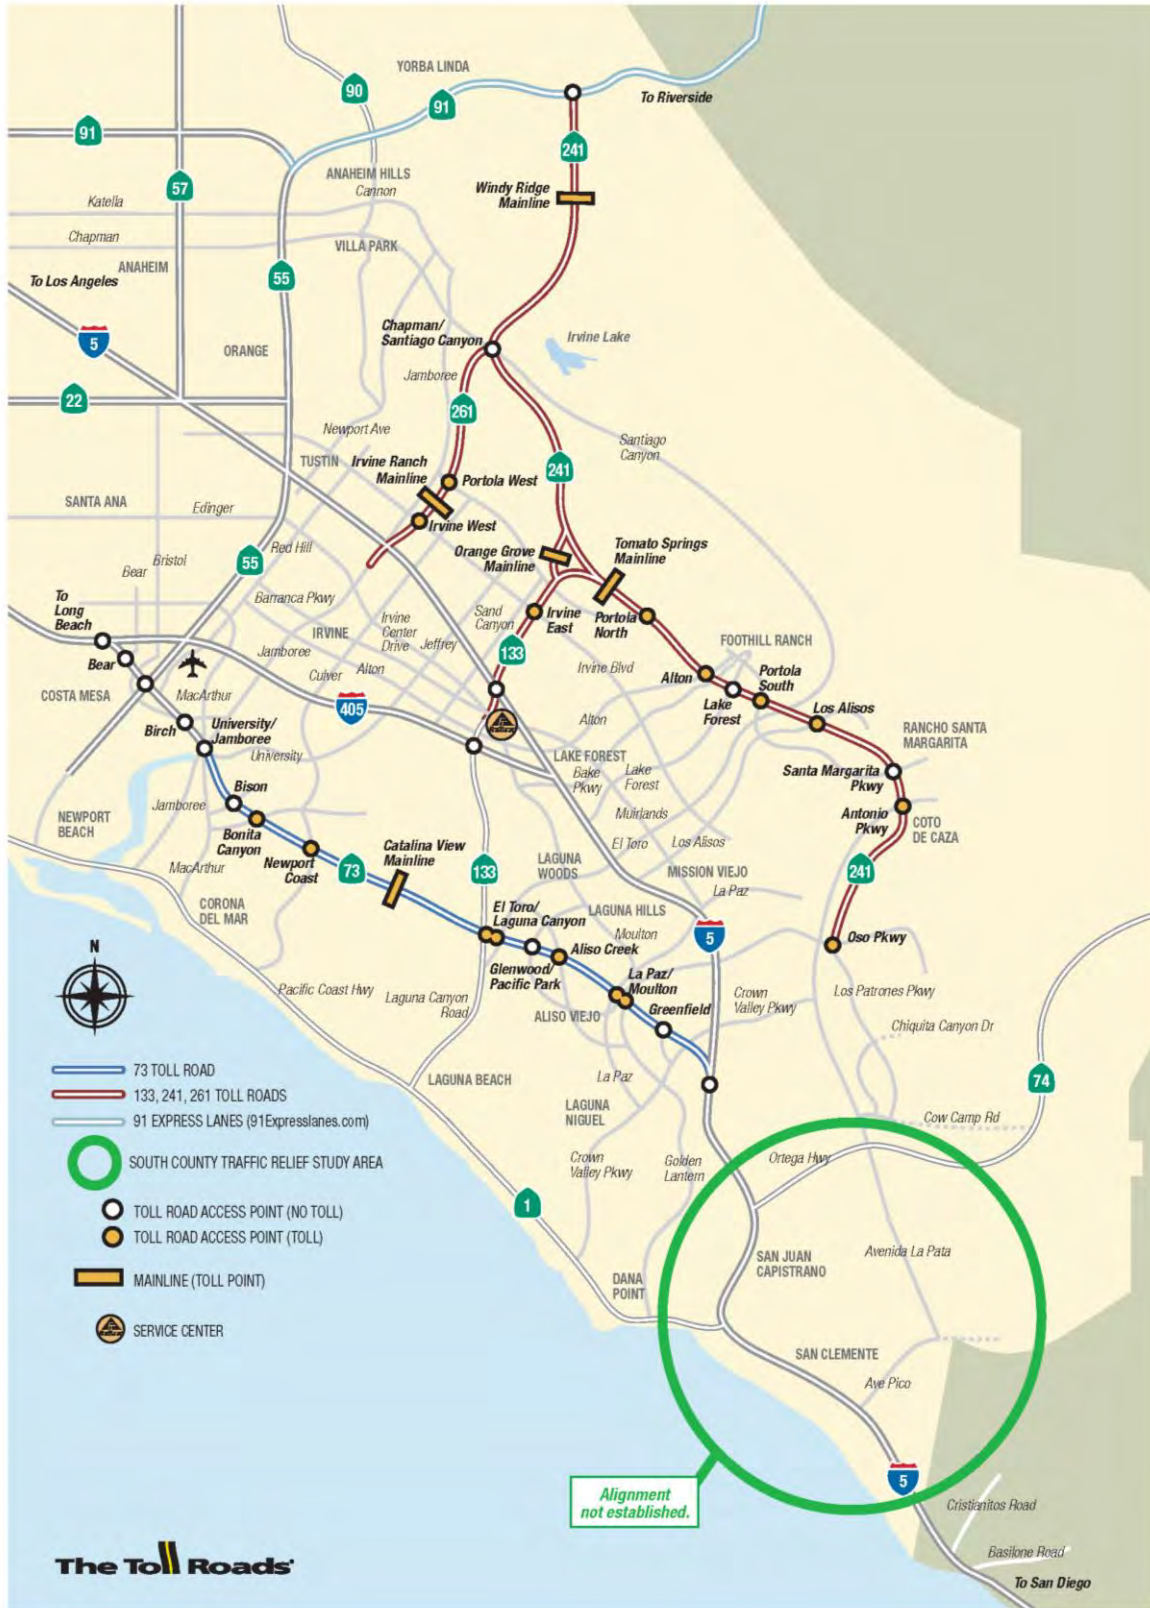 YORBA LINDA
90
91
To Riverside
91
241
ANAHEIM HILLS
Cannon
57
Windy Ridge
Mainline
Katella
Chapman
VILLA PARK
ANAHEIM
To Los Angeles
55
Chapman/
Santiago Canyon
Irvine Lake
5
ORANGE
Jamboree
22
261
Newport Ave
Santiago
Canyon
TUSTIN
Irvine Ranch
Mainline
241
Portola West
SANTA ANA
Edinger
Irvine West
Red Hill
Orange Grove
Mainline
Tomato Springs
Mainline
Bristol
Bear
55
To
Long
Beach
Barranca Pkwy
Sand
Canyon
Irvine
East
Portola
North
IRVINE
Irvine
Center
Drive
Jeffrey
133
FOOTHILL RANCH
Jamboree
Bear
Culver
Alton
Irvine Blvd
Alton
Portola
South
COSTA MESA
MacArthur
405
Lake
Forest
Los Alisos
Birch
University/
Jamboree
Alton
RANCHO SANTA
MARGARITA
University
LAKE FOREST
Bake
Pkwy
Lake
Forest
Santa Margarita
Pkwy
Bison
Jamboree
NEWPORT
BEACH
Muirlands
Antonio
Pkwy
COTO
DE CAZA
Bonita
Canyon
Newport
Coast
Catalina View
Mainline
El Toro
Los Alisos
MacArthur
73
133
LAGUNA
WOODS
MISSION VIEJO
241
La Paz
CORONA
DEL MAR
El Toro/
Laguna Canyon
LAGUNA HILLS
Moulton
5
Oso Pkwy
N
Aliso Creek
Glenwood/
Pacific Park
La Paz/
Moulton
Pacific Coast Hwy
Laguna Canyon
Road
Crown
Valley Pkwy
Los Patrones Pkwy
ALISO VIEJO
Greenfield
Chiquita Canyon Dr
73 TOLL ROAD
133, 241, 261 TOLL ROADS
91 EXPRESS LANES (91Expresslanes.com)
SOUTH COUNTY TRAFFIC RELIEF STUDY AREA
TOLL ROAD ACCESS POINT (NO TOLL)
TOLL ROAD ACCESS POINT (TOLL)
MAINLINE (TOLL POINT)
SERVICE CENTER
LAGUNA BEACH
La Paz
74
LAGUNA
NIGUEL
Cow Camp Rd
Crown
Valley Pkwy
Golden
Lantern
Ortega Hwy
1
SAN JUAN
CAPISTRANO
Avenida La Pata
DANA
POINT
SAN CLEMENTE
Ave Pico
5
Alignment
not established.
Cristianitos Road
Basilone Road
To San Diego
The Toll Roads